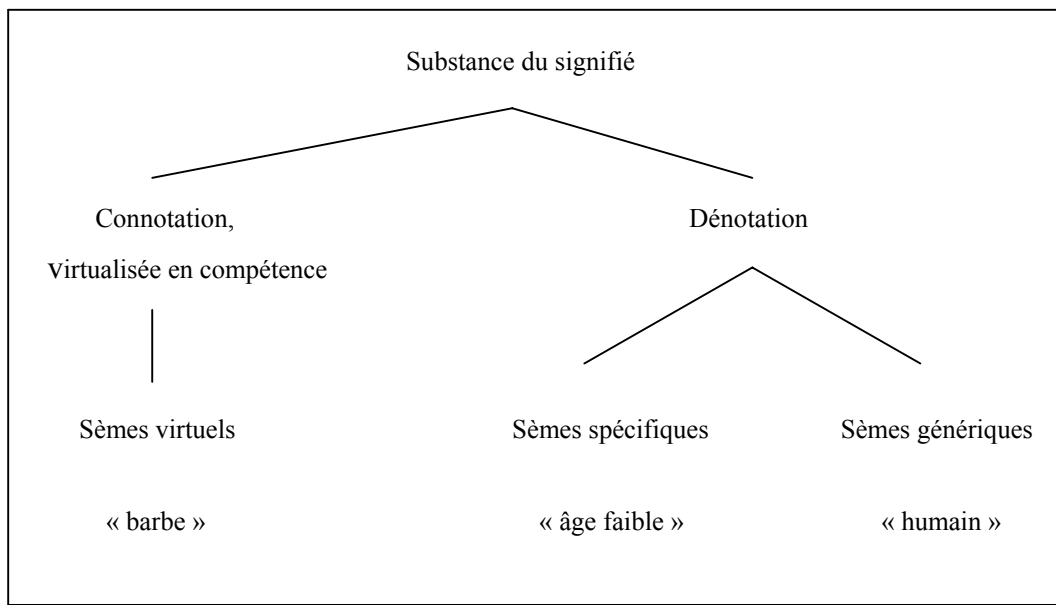 Substance du signifié
Connotation,
virtualisée en compétence
Dénotation
Sèmes virtuels
Sèmes spécifiques
Sèmes génériques
« barbe »
« âge faible »
« humain »